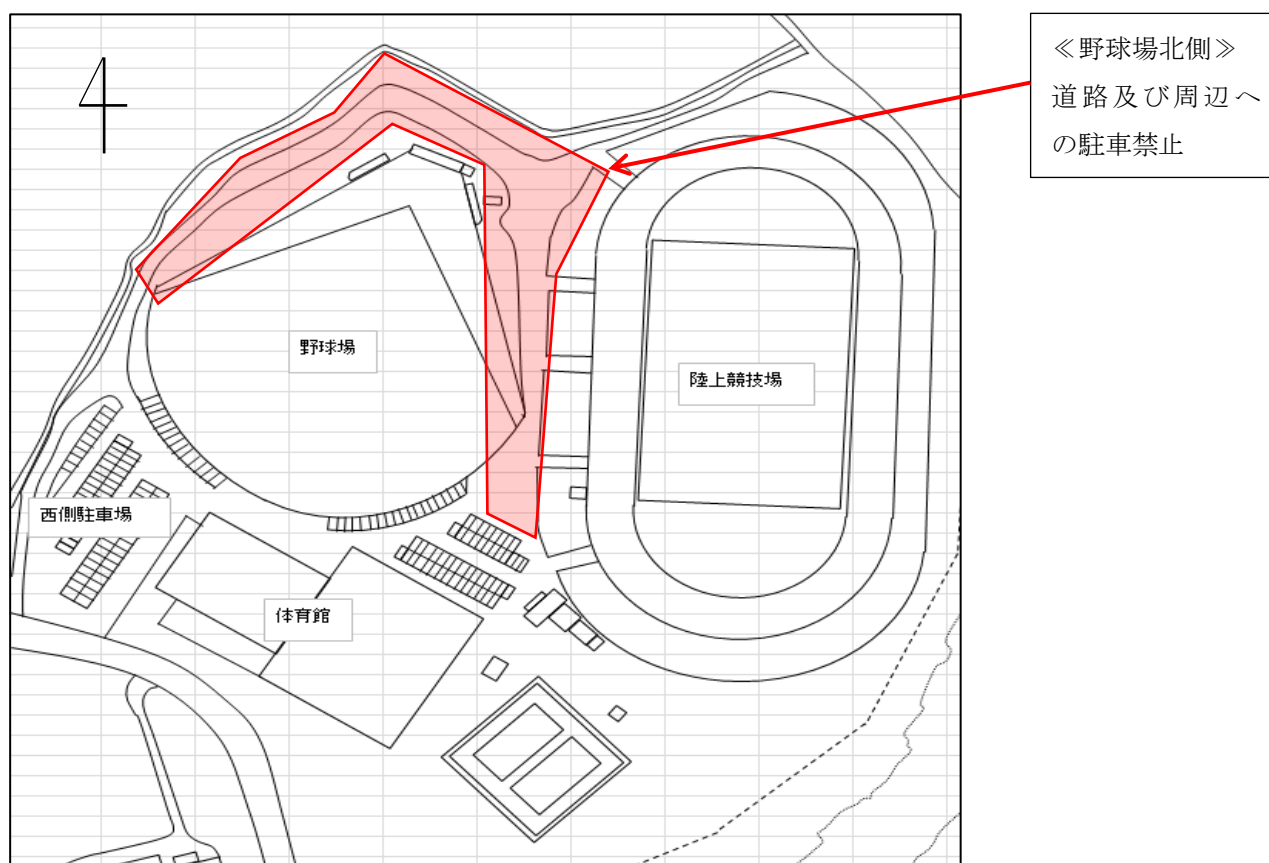 ≪野球場北側≫
道路及び周辺へ
の駐車禁止
野球場
陸上競技場
西側駐車場
体育館